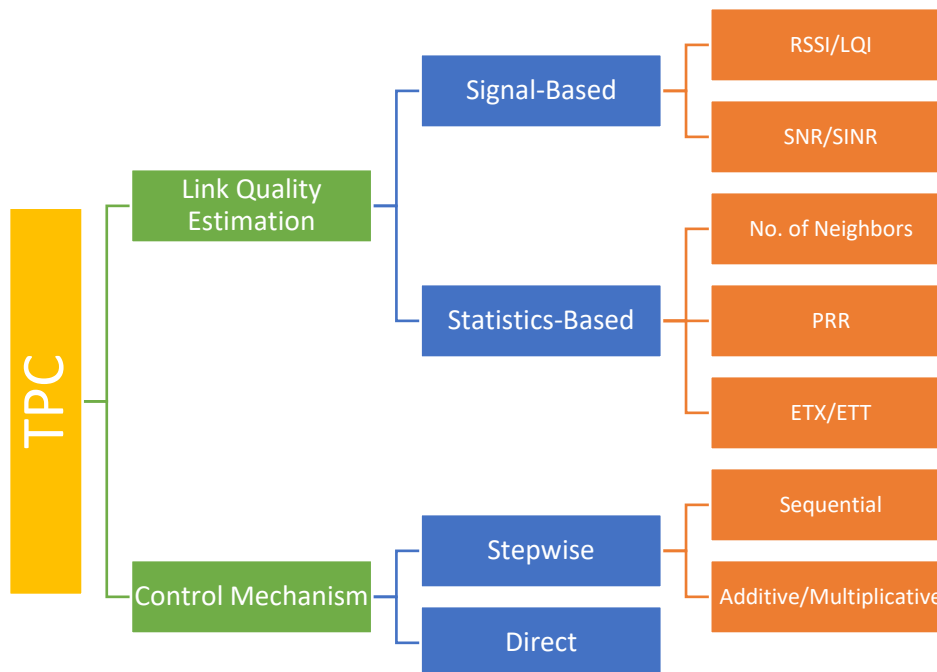 TPC
Link Quality
Estimation
Signal-Based
RSSI/LQI
SNR/SINR
Statistics-Based
No. of Neighbors
PRR
ETX/ETT
Control Mechanism
Stepwise
Sequential
Additive/Multiplicative
Direct